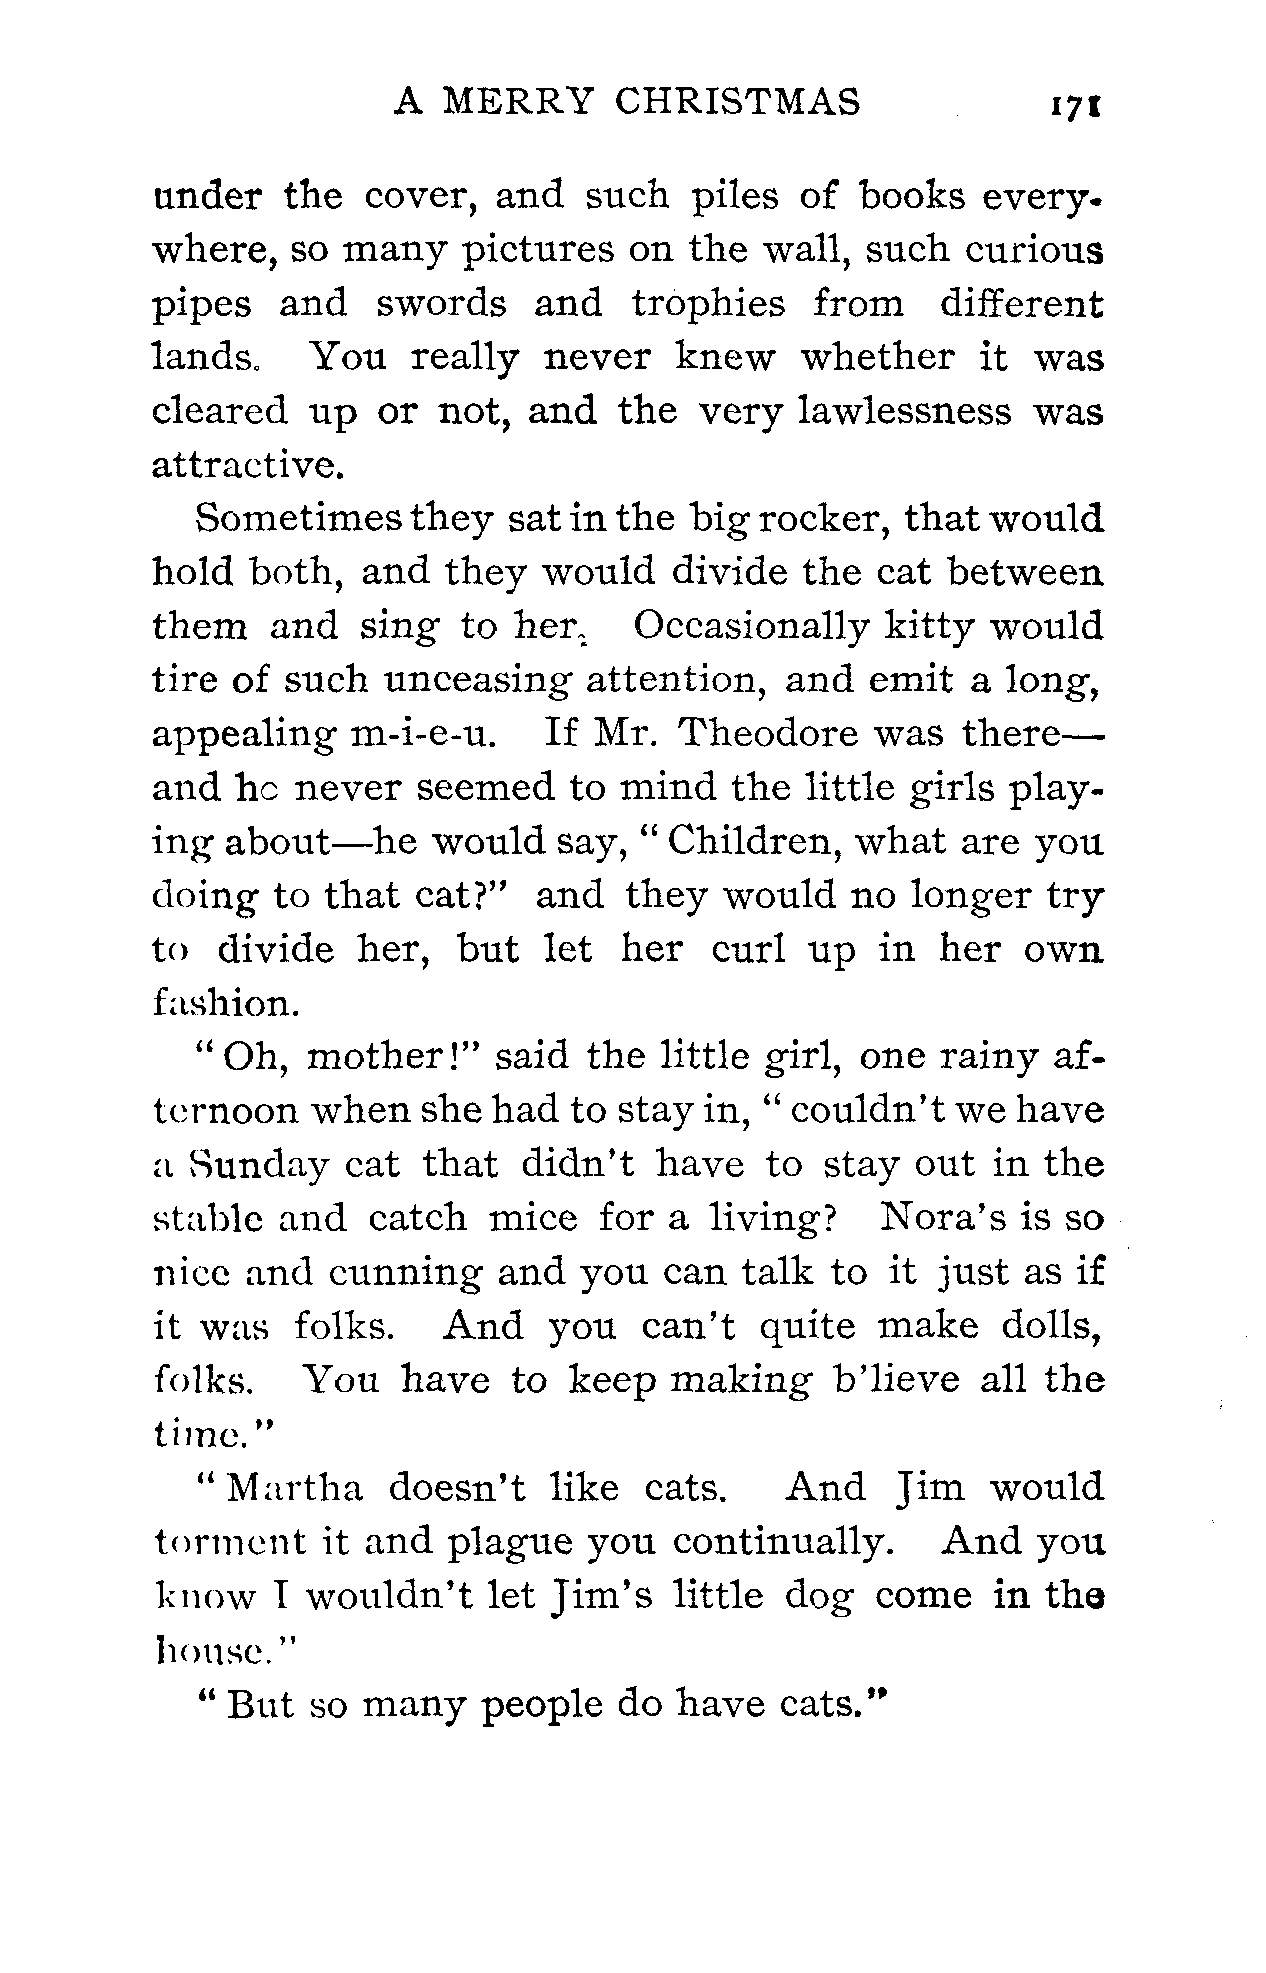 A MERRY CHRISTMAS 171
under the cover, and such piles of books every-
where, so many pictures on the wall, such curious
pipes and swords and trophies from different
lands. You really never knew whether it was
cleared up or not, and the very lawlessness was
attractive.
Sometimes they sat in the big rocker, that would
hold both, and they would divide the cat between
them and sing to her. Occasionally kitty would
tire of such unceasing attention, and emit a long,
appealing m-i-e-u. If Mr. Theodore was there—
and he never seemed to mind the little girls play-
ing about—he would say, “ Children, what are you
doing to that cat?” and they would no longer try
to divide her, but let her curl up in her own
fashion.
“ Oh, mother!” said the little girl, one rainy af-
ternoon when she had to stay in, “ couldn’t we have
a Sunday cat that didn’t have to stay out in the
stable and catch mice for a living? Nora’s is so
nice and cunning and you can talk to it just as if
it was folks. And you can’t quite make dolls,
folks. You have to keep making b’lieve all the
time.”
“ Martha doesn’t like cats. And Jim would
torment it and plague you continually. And you
know I wouldn’t let Jim’s little dog come in the
house.”
“ But so many people do have cats.”